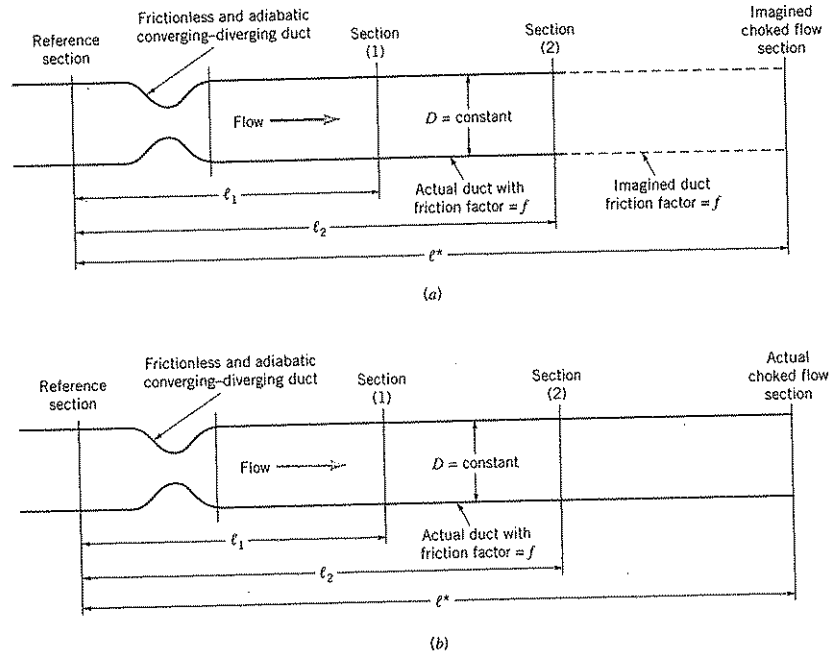 Frictionless and adiabatic
converging–diverging duct
Reference
section
Section
(1)
Section
(2)
Imagined
choked flow
section
Flow
D = constant
Actual duct with
friction factor = f
Imagined duct
friction factor = f
ℓ₁
ℓ₂
ℓ*
(a)
Frictionless and adiabatic
converging–diverging duct
Reference
section
Section
(1)
Section
(2)
Actual
choked flow
section
Flow
D = constant
Actual duct with
friction factor = f
ℓ₁
ℓ₂
ℓ*
(b)